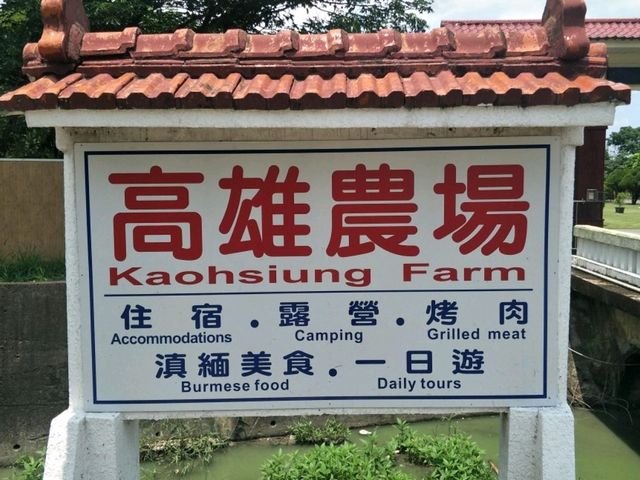 高雄農場
Kaohsiung Farm
住宿．露營．烤肉
Accommodations Camping Grilled meat
滇緬美食．一日遊
Burmese food Daily tours